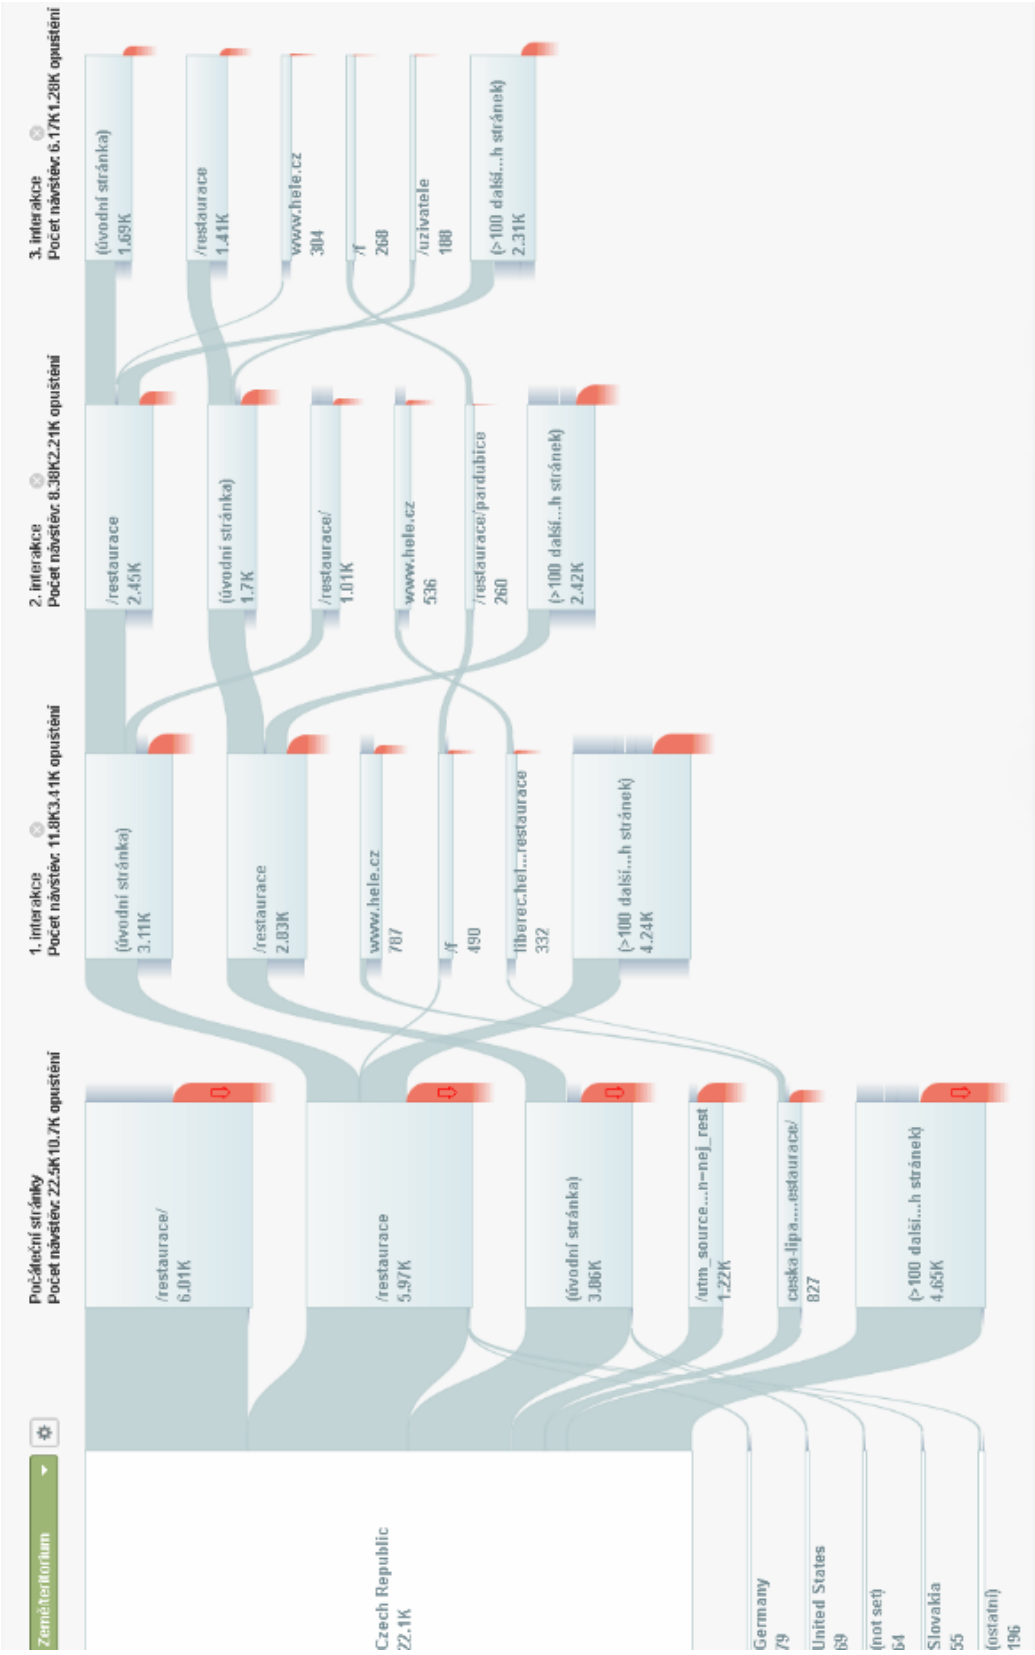 Země/teritorium
Czech Republic
22.1K
Germany
79
United States
69
(not set)
64
Slovakia
55
(ostatní)
196
Počáteční stránky
Počet návštěv: 22.5K10.7K opuštění
/restaurace/
6.01K
/restaurace
5.97K
(úvodní stránka)
3.86K
/utm_source...n=nej_rest
1.22K
ceska-lipa....estaurace/
827
(>100 další...h stránek)
4.65K
1. interakce
Počet návštěv: 11.8K3.41K opuštění
(úvodní stránka)
3.11K
/restaurace
2.83K
www.hele.cz
787
/f
490
liberec.hel...restaurace
332
(>100 další...h stránek)
4.24K
2. interakce
Počet návštěv: 8.38K2.21K opuštění
/restaurace
2.45K
(úvodní stránka)
1.7K
/restaurace/
1.01K
www.hele.cz
536
/restaurace/pardubice
260
(>100 další...h stránek)
2.42K
3. interakce
Počet návštěv: 6.17K1.28K opuštění
(úvodní stránka)
1.69K
/restaurace
1.41K
www.hele.cz
304
/f
268
/uzivatele
188
(>100 další...h stránek)
2.31K